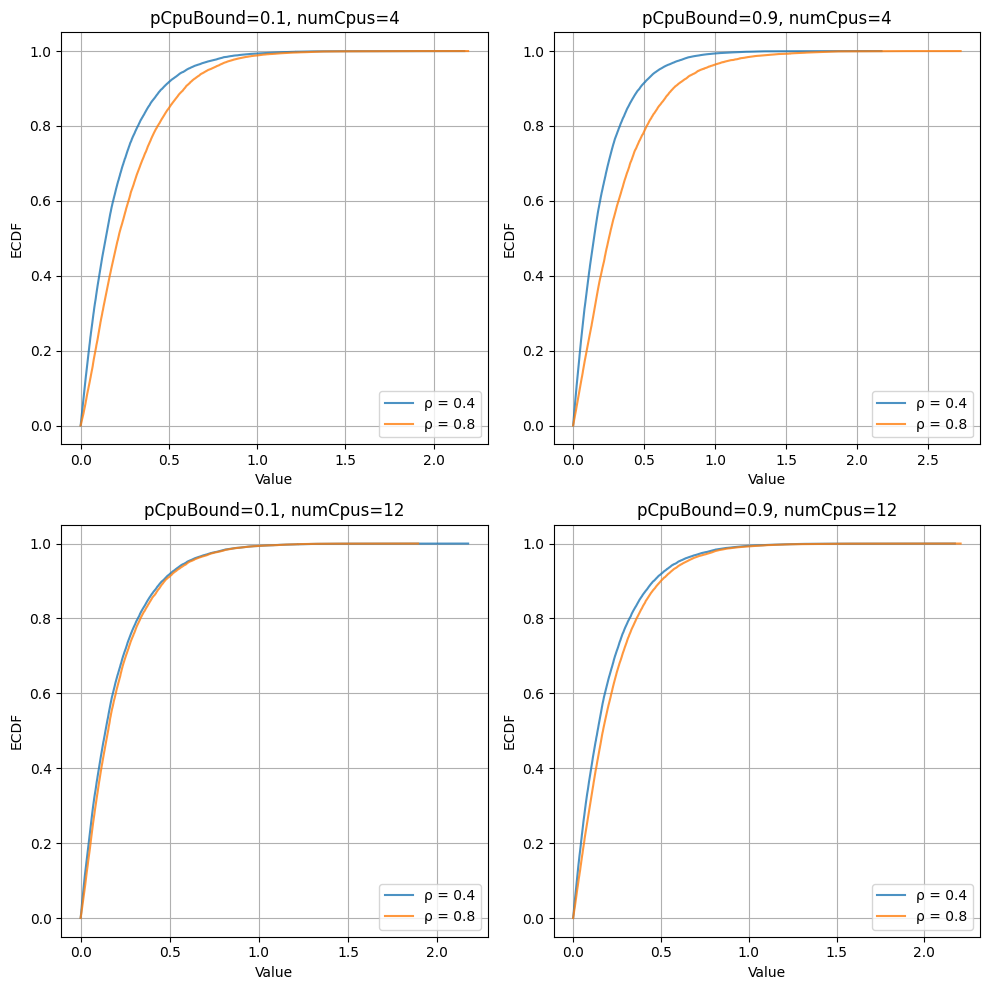 pCpuBound=0.1, numCpus=4
ECDF
1.0
0.8
0.6
0.4
0.2
0.0
0.0 0.5 1.0 1.5 2.0
Value
ρ = 0.4
ρ = 0.8
pCpuBound=0.9, numCpus=4
ECDF
1.0
0.8
0.6
0.4
0.2
0.0
0.0 0.5 1.0 1.5 2.0 2.5
Value
ρ = 0.4
ρ = 0.8
pCpuBound=0.1, numCpus=12
ECDF
1.0
0.8
0.6
0.4
0.2
0.0
0.0 0.5 1.0 1.5 2.0
Value
ρ = 0.4
ρ = 0.8
pCpuBound=0.9, numCpus=12
ECDF
1.0
0.8
0.6
0.4
0.2
0.0
0.0 0.5 1.0 1.5 2.0
Value
ρ = 0.4
ρ = 0.8